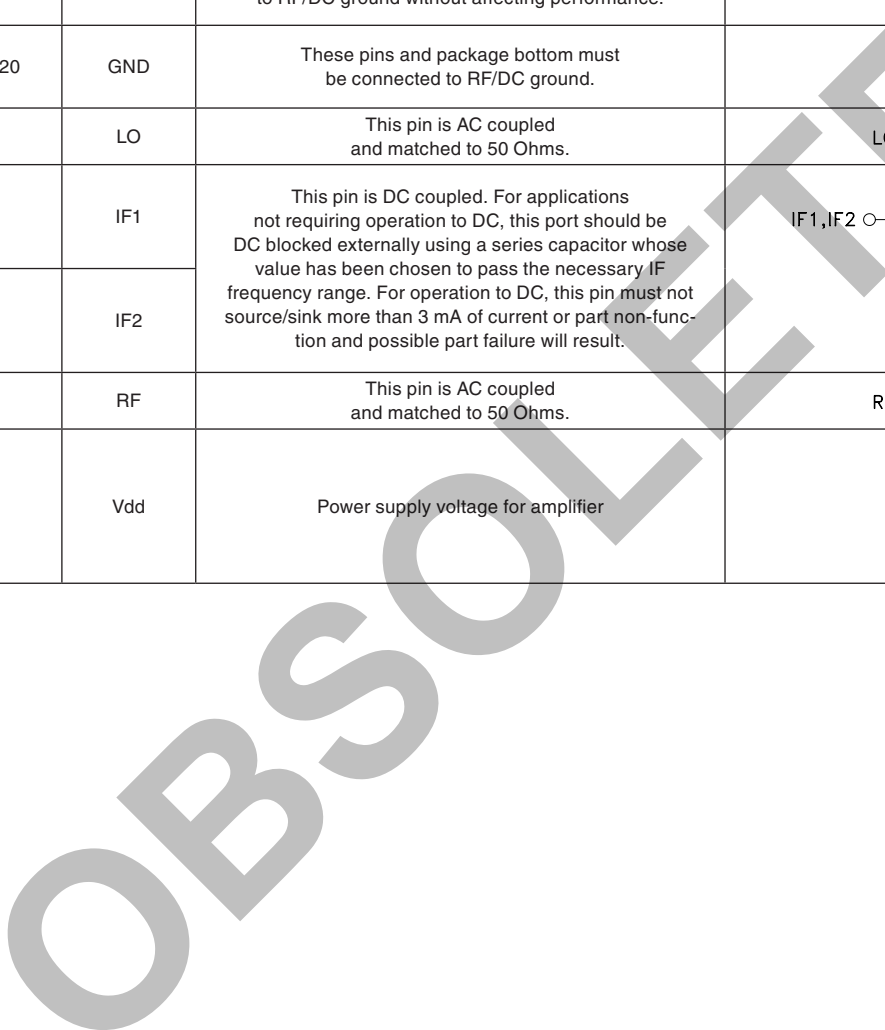 to RF/DC ground without affecting performance.
20
GND
These pins and package bottom must
be connected to RF/DC ground.
LO
This pin is AC coupled
and matched to 50 Ohms.
IF1
This pin is DC coupled. For applications
not requiring operation to DC, this port should be
DC blocked externally using a series capacitor whose
value has been chosen to pass the necessary IF
frequency range. For operation to DC, this pin must not
source/sink more than 3 mA of current or part non-func-
tion and possible part failure will result.
IF1,IF2
IF2
RF
This pin is AC coupled
and matched to 50 Ohms.
Vdd
Power supply voltage for amplifier
OBSOLETE